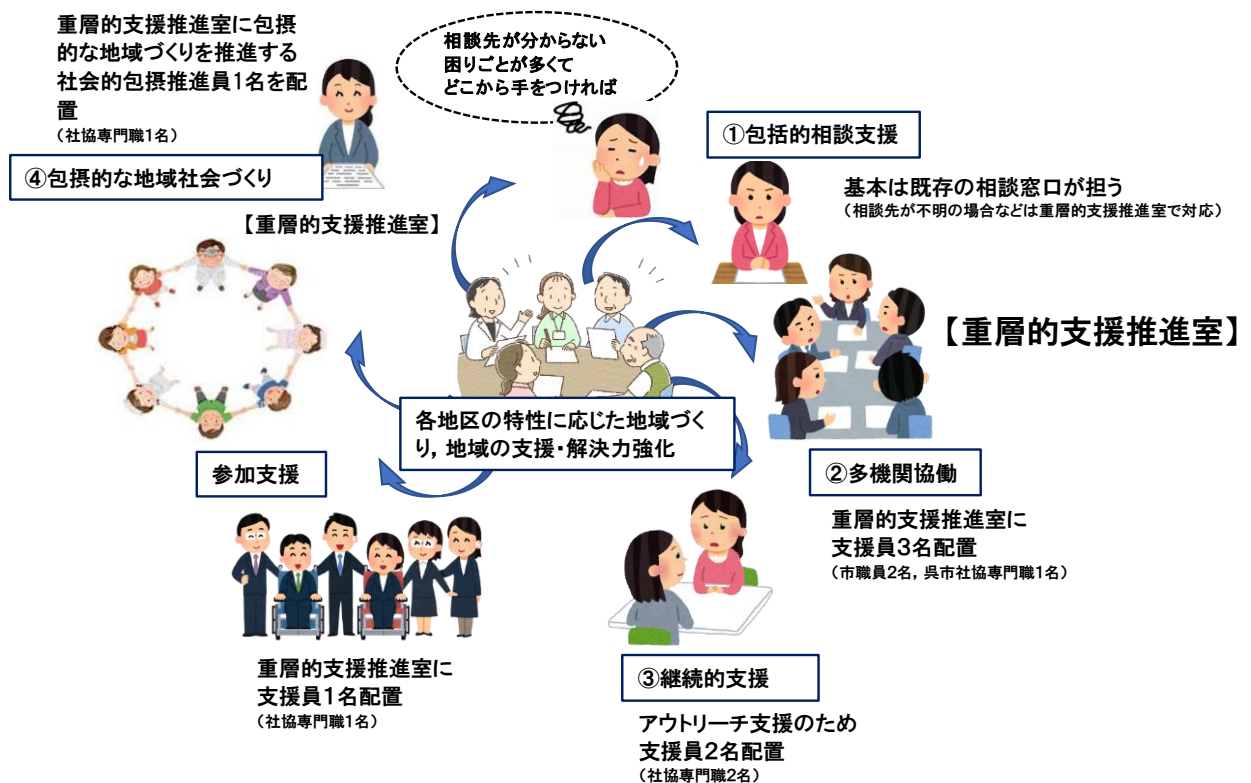 重層的支援推進室に包摂
的な地域づくりを推進する
社会的包摂推進員1名を配
置
（社協専門職1名）
④包摂的な地域社会づくり
【重層的支援推進室】
相談先が分からない
困りごとが多くて
どこから手をつければ
①包括的相談支援
基本は既存の相談窓口が担う
（相談先が不明の場合などは重層的支援推進室で対応）
【重層的支援推進室】
各地区の特性に応じた地域づく
り，地域の支援・解決力強化
②多機関協働
重層的支援推進室に
支援員3名配置
（市職員2名，呉市社協専門職1名）
参加支援
重層的支援推進室に
支援員1名配置
（社協専門職1名）
③継続的支援
アウトリーチ支援のため
支援員2名配置
（社協専門職2名）